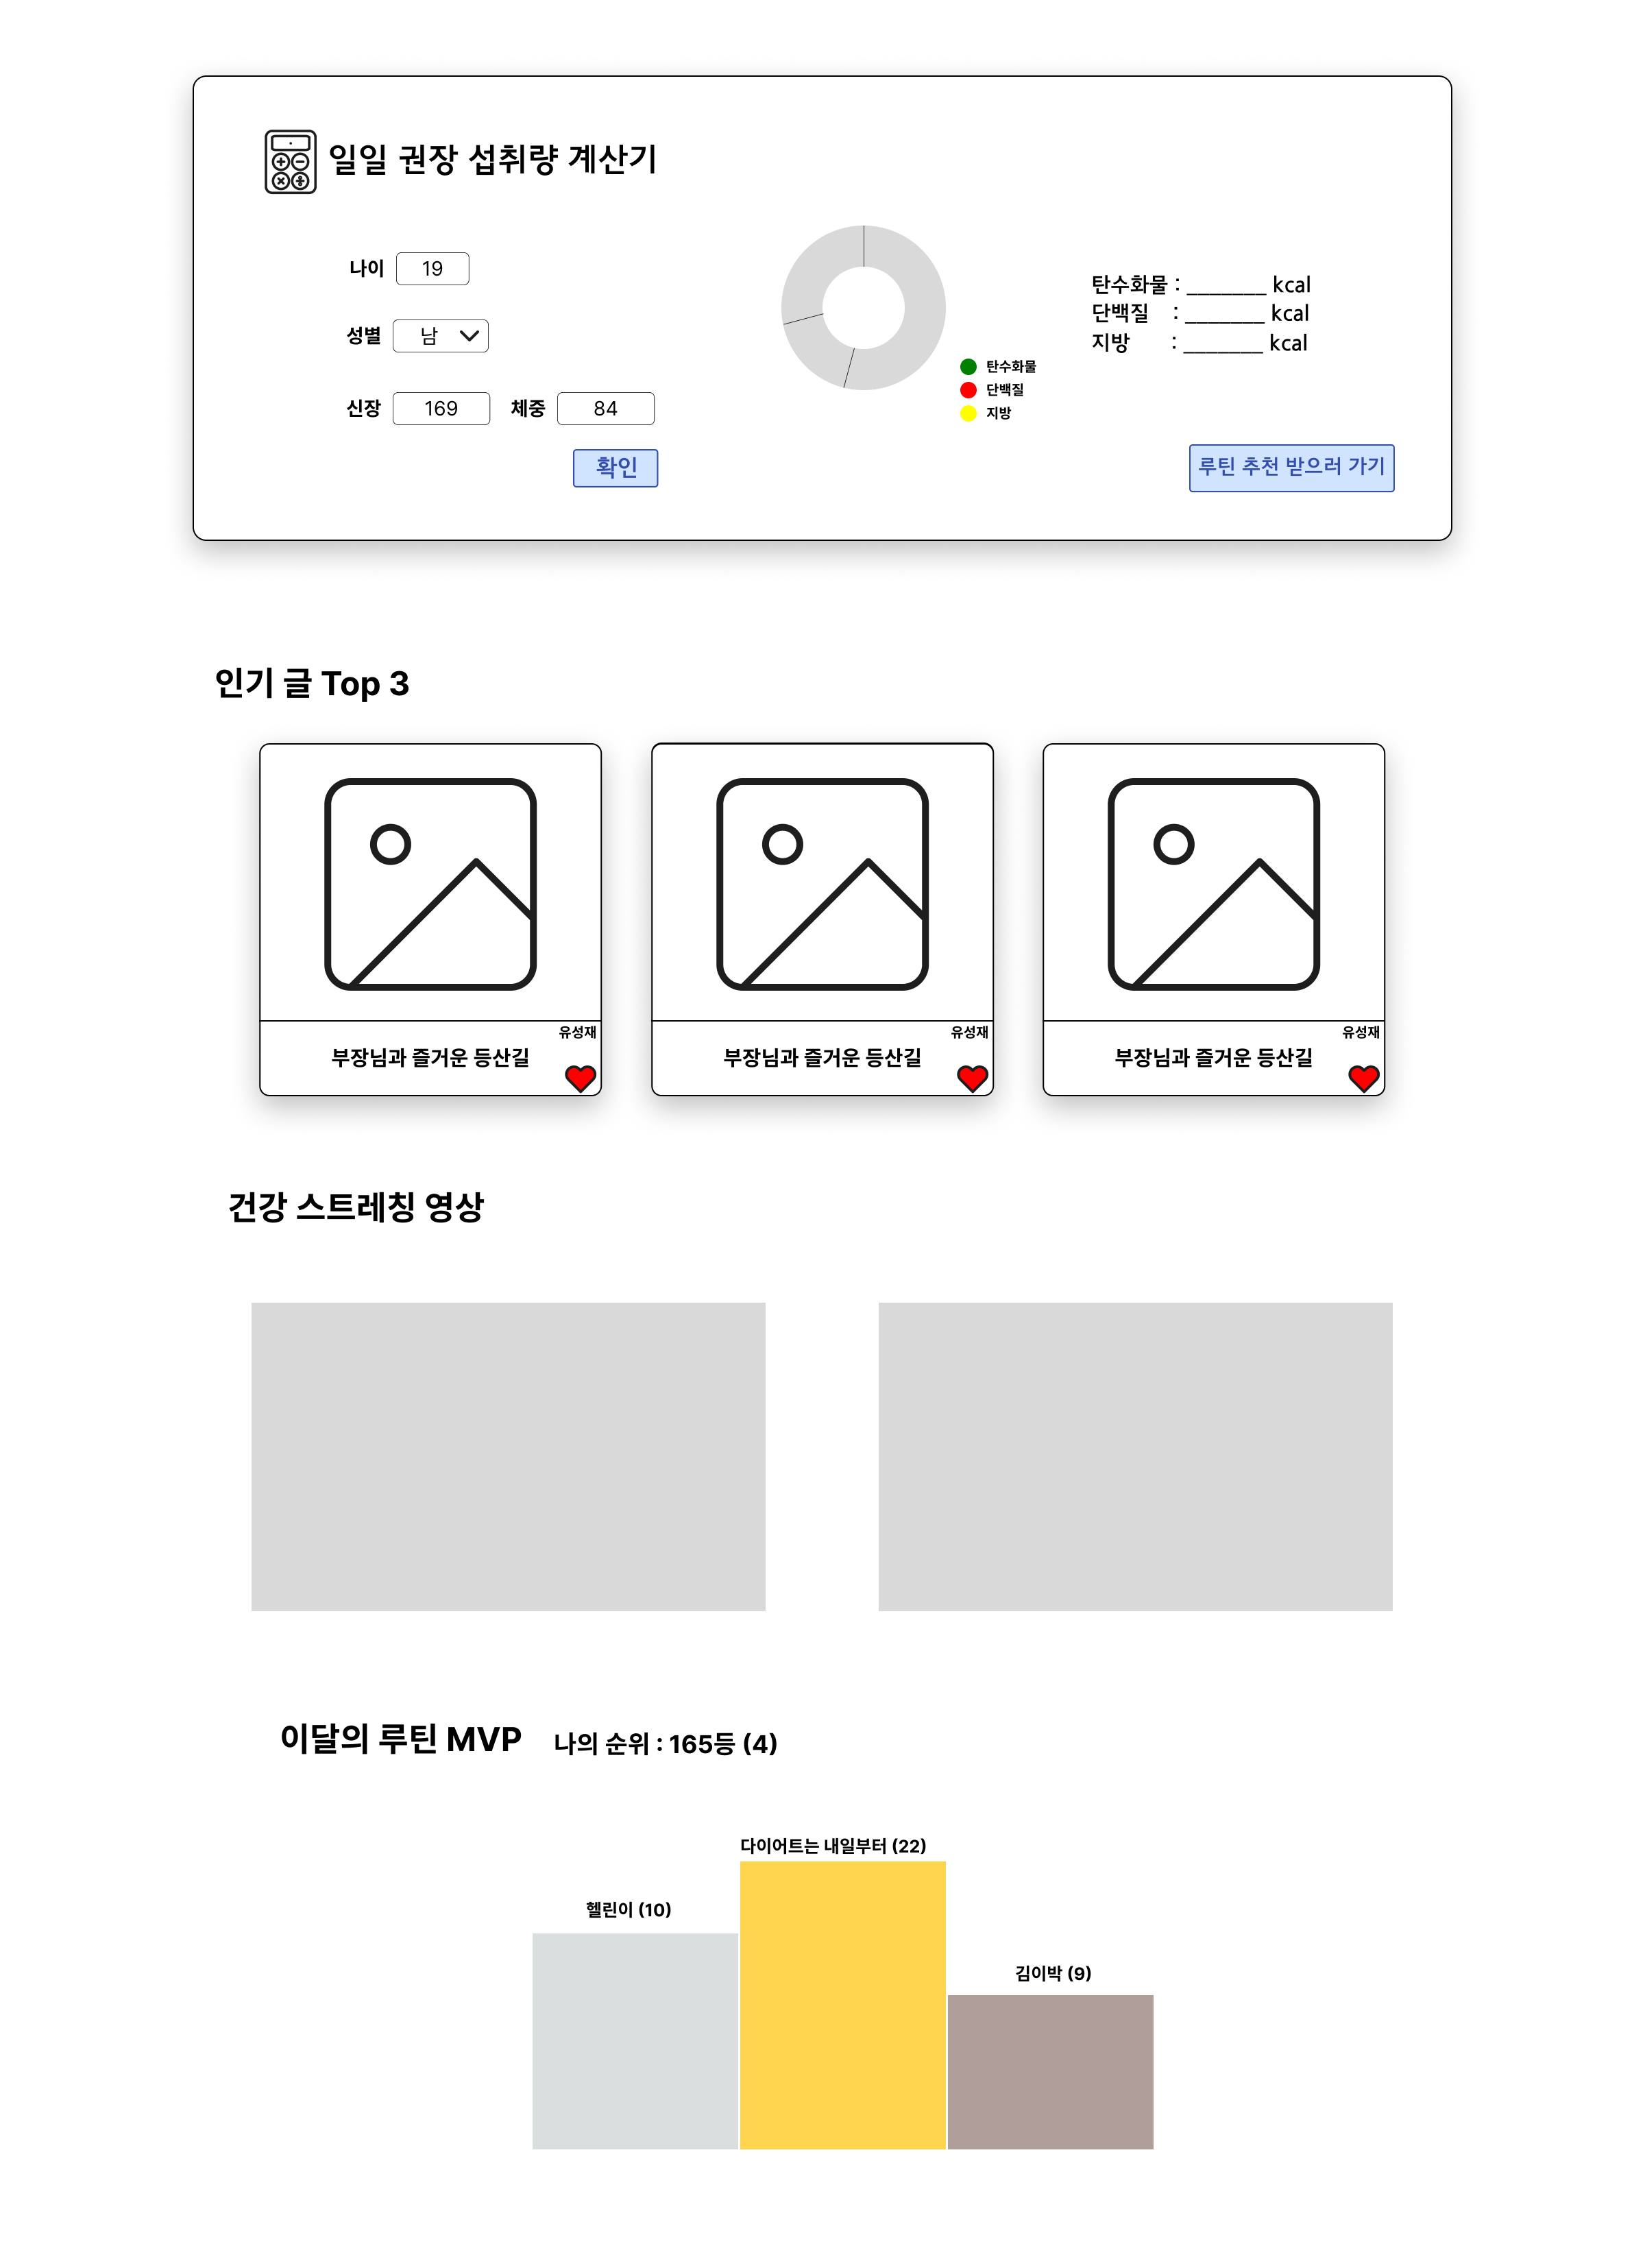 일일 권장 섭취량 계산기
나이 19
성별 남
신장 169 체중 84
확인
탄수화물
단백질
지방
탄수화물 : _______ kcal
단백질 : _______ kcal
지방 : _______ kcal
루틴 추천 받으러 가기
인기 글 Top 3
유성재
부장님과 즐거운 등산길
유성재
부장님과 즐거운 등산길
유성재
부장님과 즐거운 등산길
건강 스트레칭 영상
이달의 루틴 MVP 나의 순위 : 165등 (4)
다이어트는 내일부터 (22)
헬린이 (10)
김이박 (9)